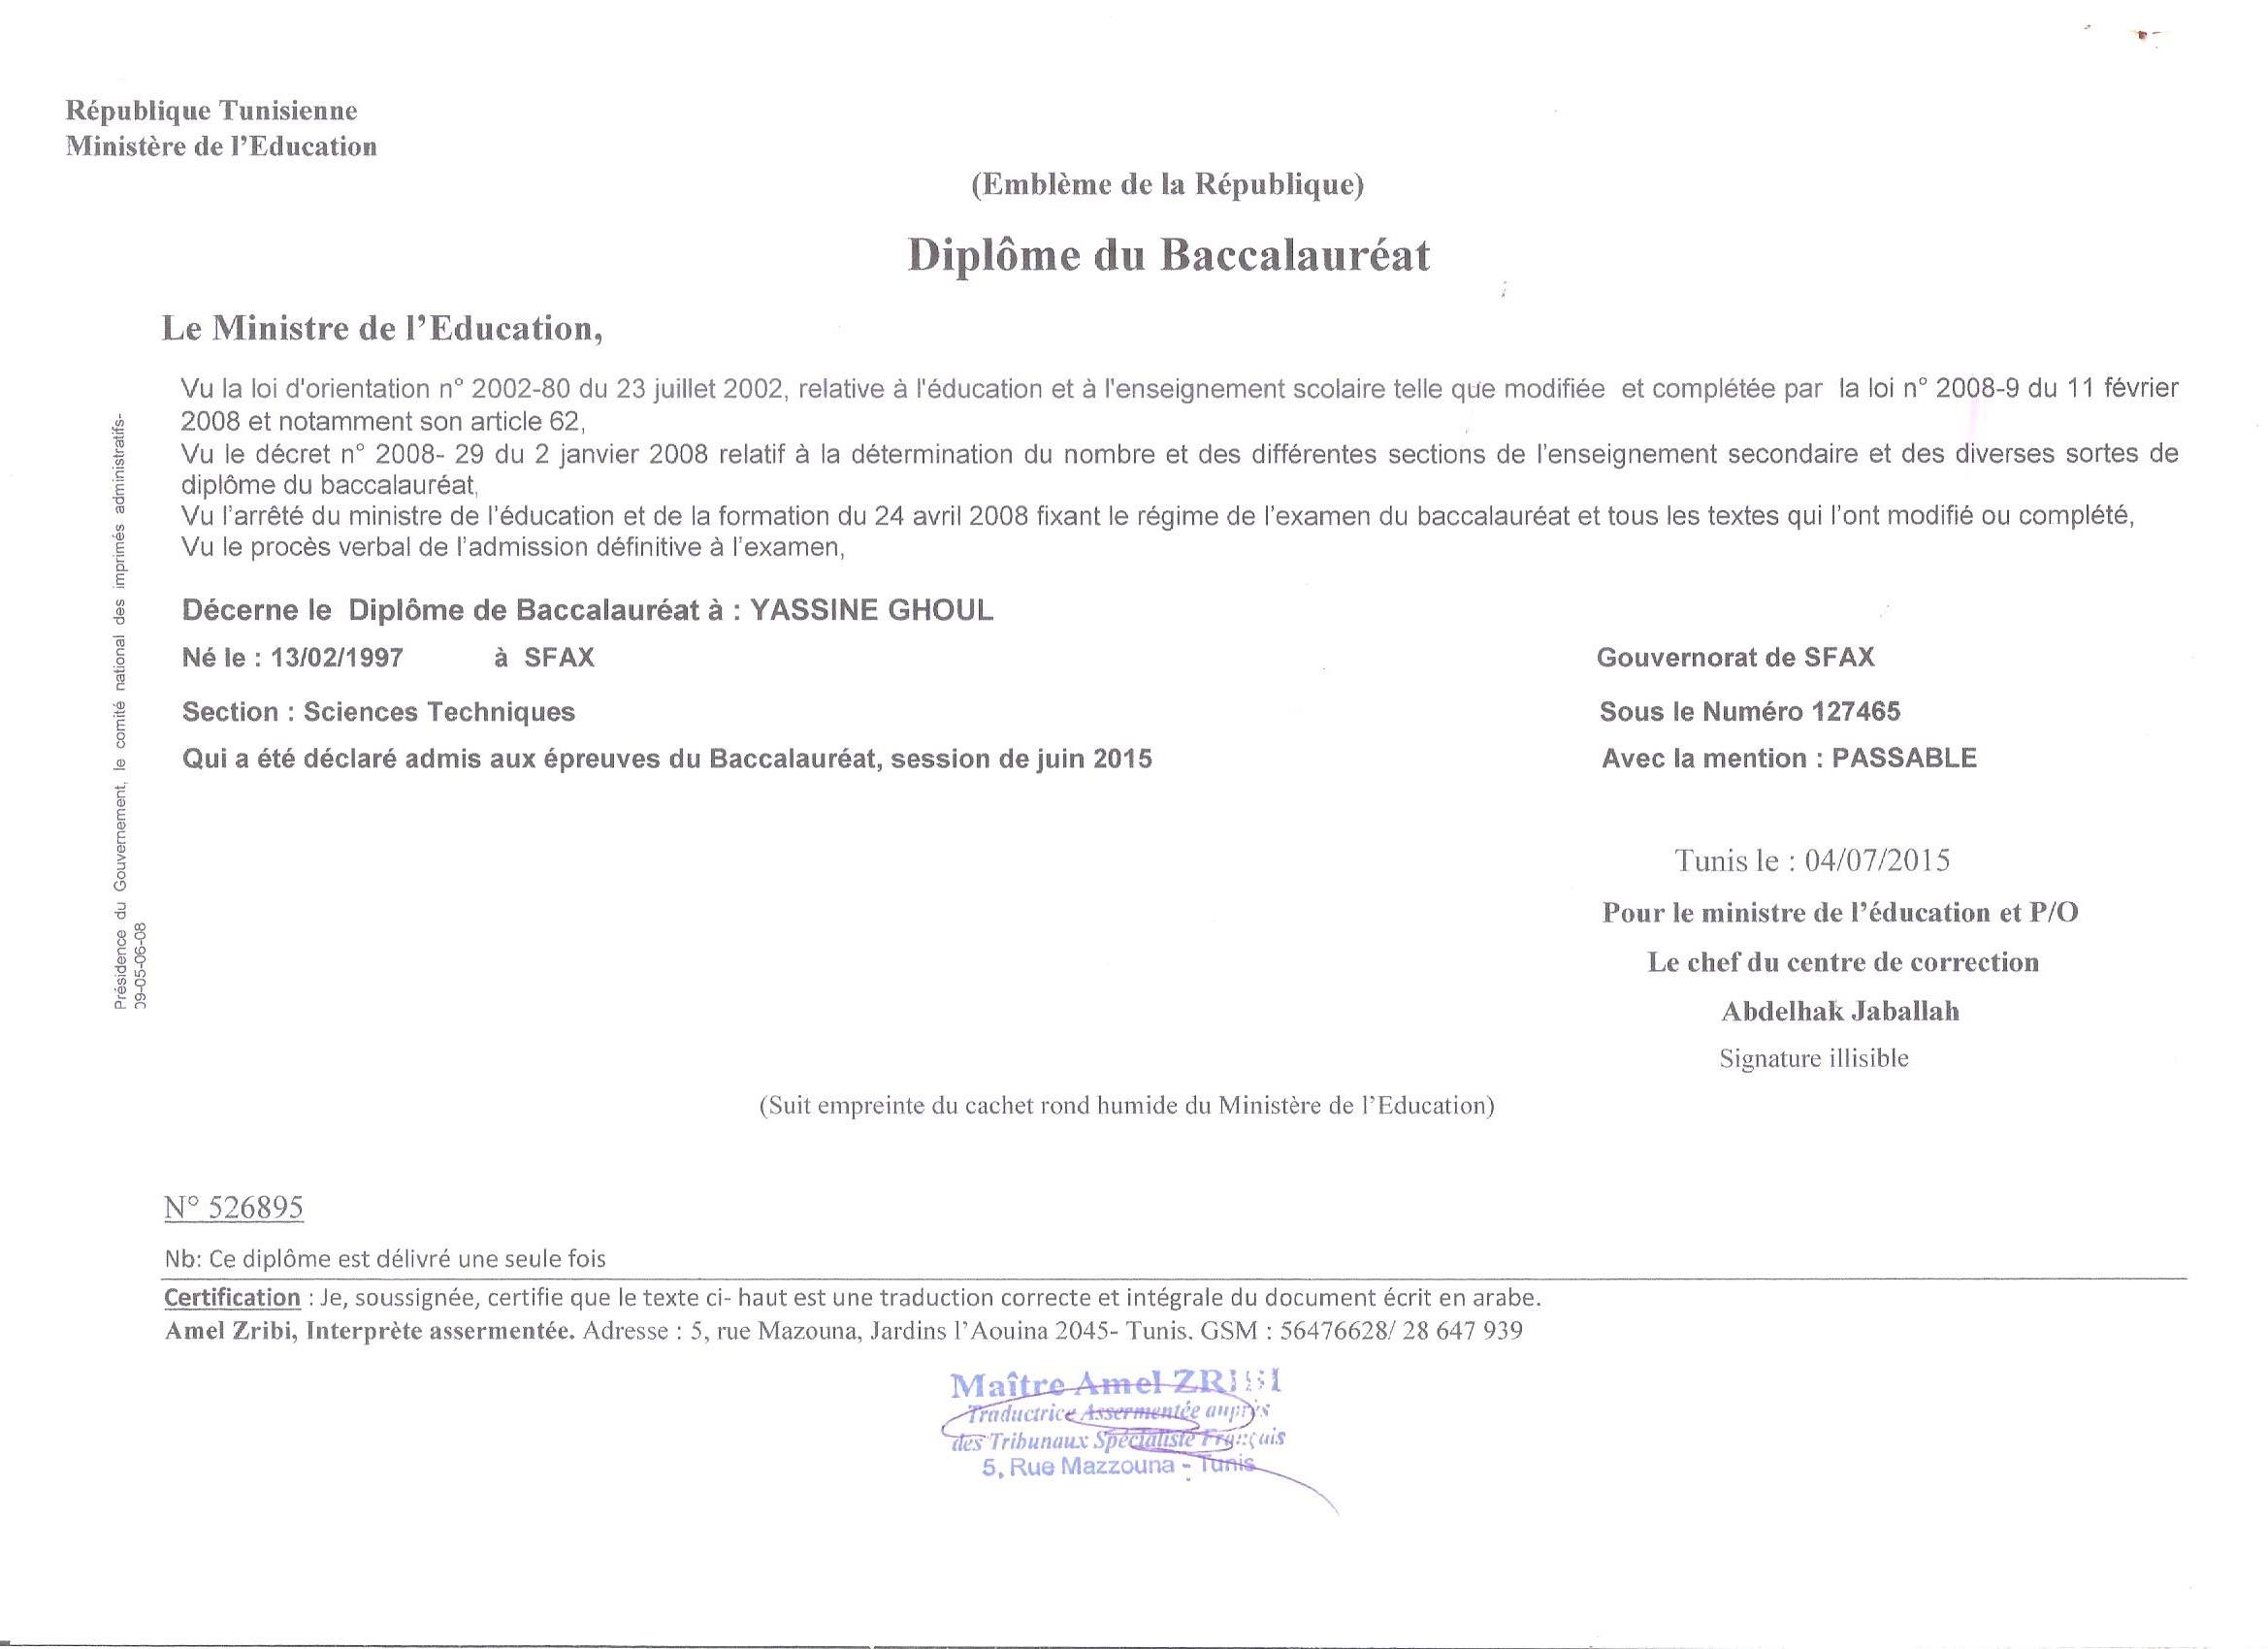 République Tunisienne
Ministère de l'Education
(Emblème de la République)
Diplôme du Baccalauréat
Le Ministre de l'Education,
Vu la loi d'orientation n° 2002-80 du 23 juillet 2002, relative à l'éducation et à l'enseignement scolaire telle que modifiée et complétée par la loi n° 2008-9 du 11 février
2008 et notamment son article 62,
Vu le décret n° 2008- 29 du 2 janvier 2008 relatif à la détermination du nombre et des différentes sections de l'enseignement secondaire et des diverses sortes de
diplôme du baccalauréat,
Vu l'arrêté du ministre de l'éducation et de la formation du 24 avril 2008 fixant le régime de l'examen du baccalauréat et tous les textes qui l'ont modifié ou complété,
Vu le procès verbal de l'admission définitive à l'examen,
Décerne le Diplôme de Baccalauréat à : YASSINE GHOUL
Né le : 13/02/1997 à SFAX Gouvernorat de SFAX
Section : Sciences Techniques Sous le Numéro 127465
Qui a été déclaré admis aux épreuves du Baccalauréat, session de juin 2015 Avec la mention : PASSABLE
Présidence du Gouvernement, le comité national des imprimés administratifs-
09-05-06-08
Tunis le : 04/07/2015
Pour le ministre de l'éducation et P/O
Le chef du centre de correction
Abdelhak Jaballah
Signature illisible
(Suit empreinte du cachet rond humide du Ministère de l'Education)
N° 526895
Nb: Ce diplôme est délivré une seule fois
Certification : Je, soussignée, certifie que le texte ci- haut est une traduction correcte et intégrale du document écrit en arabe.
Amel Zribi, Interprète assermentée. Adresse : 5, rue Mazouna, Jardins l'Aouina 2045- Tunis. GSM : 56476628/ 28 647 939
Maître Amel ZRIBI
Traductrice Assermentée auprès
des Tribunaux Spécialiste Français
5, Rue Mazzouna - Tunis